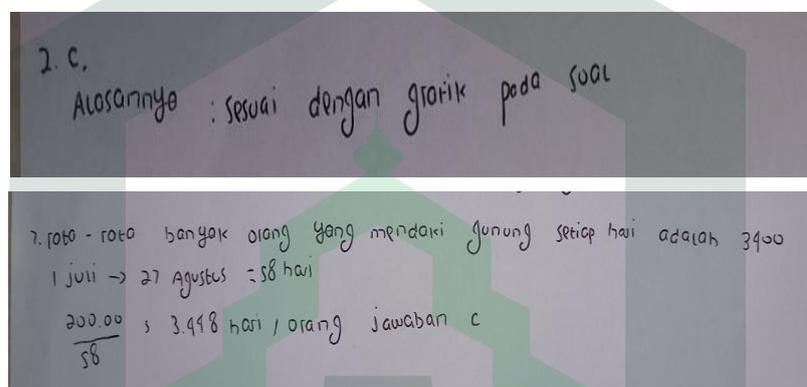 2. C.
Alosannya : sesuai dengan grafik pada soal
7. rata - rata banyak orang yang mendaki gunung setiap hari adalah 3400
1 juli -> 27 Agustus = 58 hari
200.00 / 58 = 3.448 hari / orang jawaban c